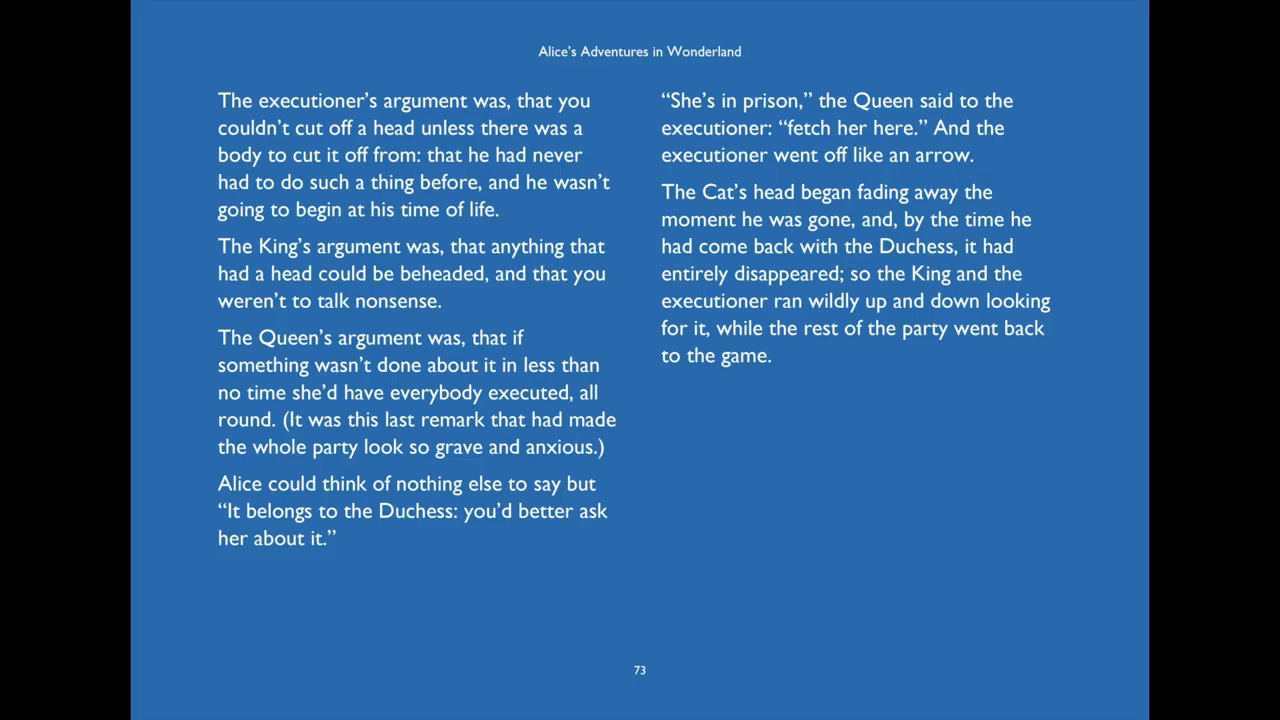 Alice’s Adventures in Wonderland
The executioner’s argument was, that you
couldn’t cut off a head unless there was a
body to cut it off from: that he had never
had to do such a thing before, and he wasn’t
going to begin at his time of life.
The King’s argument was, that anything that
had a head could be beheaded, and that you
weren’t to talk nonsense.
The Queen’s argument was, that if
something wasn’t done about it in less than
no time she’d have everybody executed, all
round. (It was this last remark that had made
the whole party look so grave and anxious.)
Alice could think of nothing else to say but
“It belongs to the Duchess: you’d better ask
her about it.”
“She’s in prison,” the Queen said to the
executioner: “fetch her here.” And the
executioner went off like an arrow.
The Cat’s head began fading away the
moment he was gone, and, by the time he
had come back with the Duchess, it had
entirely disappeared; so the King and the
executioner ran wildly up and down looking
for it, while the rest of the party went back
to the game.
73